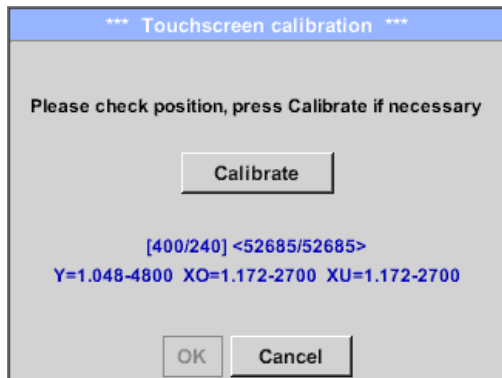 *** Touchscreen calibration ***
Please check position, press Calibrate if necessary
Calibrate
[400/240] <52685/52685>
Y=1.048-4800 XO=1.172-2700 XU=1.172-2700
OK Cancel